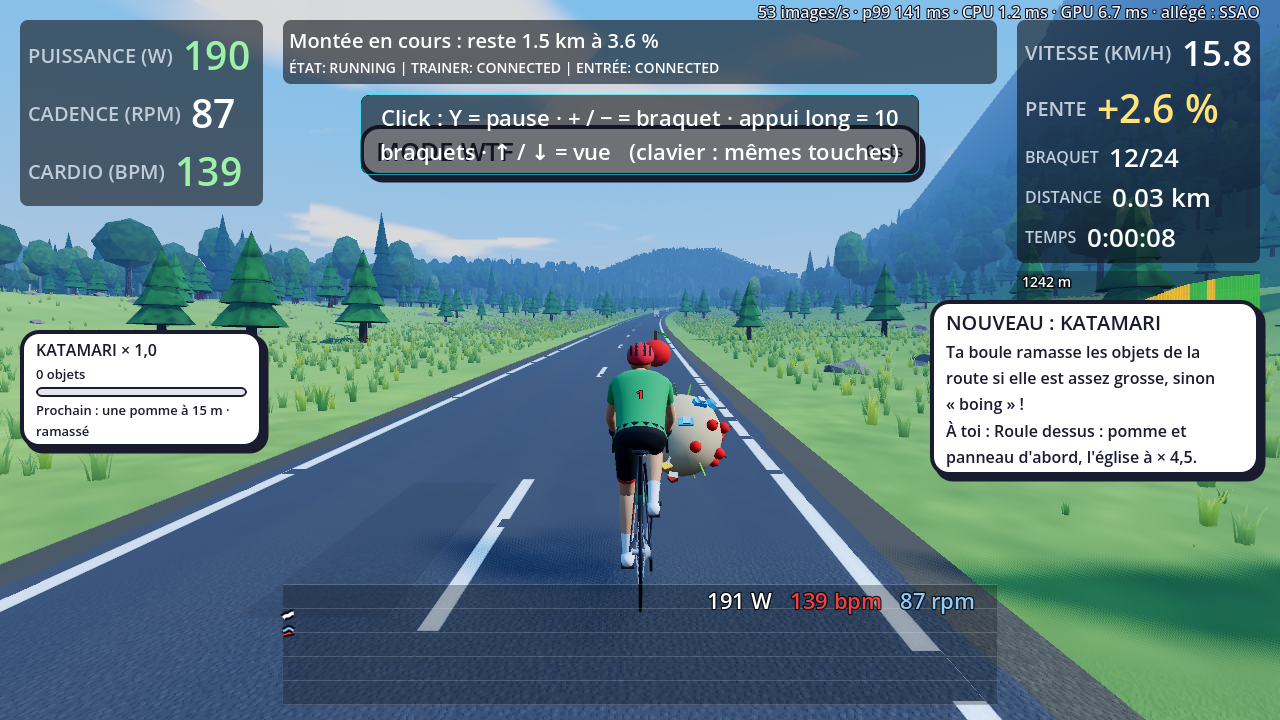 53 images/s · p99 141 ms · CPU 1.2 ms · GPU 6.7 ms · allégé : SSAO
PUISSANCE (W) 190
CADENCE (RPM) 87
CARDIO (BPM) 139
Montée en cours : reste 1.5 km à 3.6 %
ÉTAT: RUNNING | TRAINER: CONNECTED | ENTRÉE: CONNECTED
Click : Y = pause · + / − = braquet · appui long = 10
braquets · ↑ / ↓ = vue (clavier : mêmes touches)
MODE WTF
VITESSE (KM/H) 15.8
PENTE +2.6 %
BRAQUET 12/24
DISTANCE 0.03 km
TEMPS 0:00:08
1242 m
KATAMARI × 1,0
0 objets
Prochain : une pomme à 15 m ·
ramassé
NOUVEAU : KATAMARI
Ta boule ramasse les objets de la
route si elle est assez grosse, sinon
« boing » !
À toi : Roule dessus : pomme et
panneau d'abord, l'église à × 4,5.
1
191 W 139 bpm 87 rpm